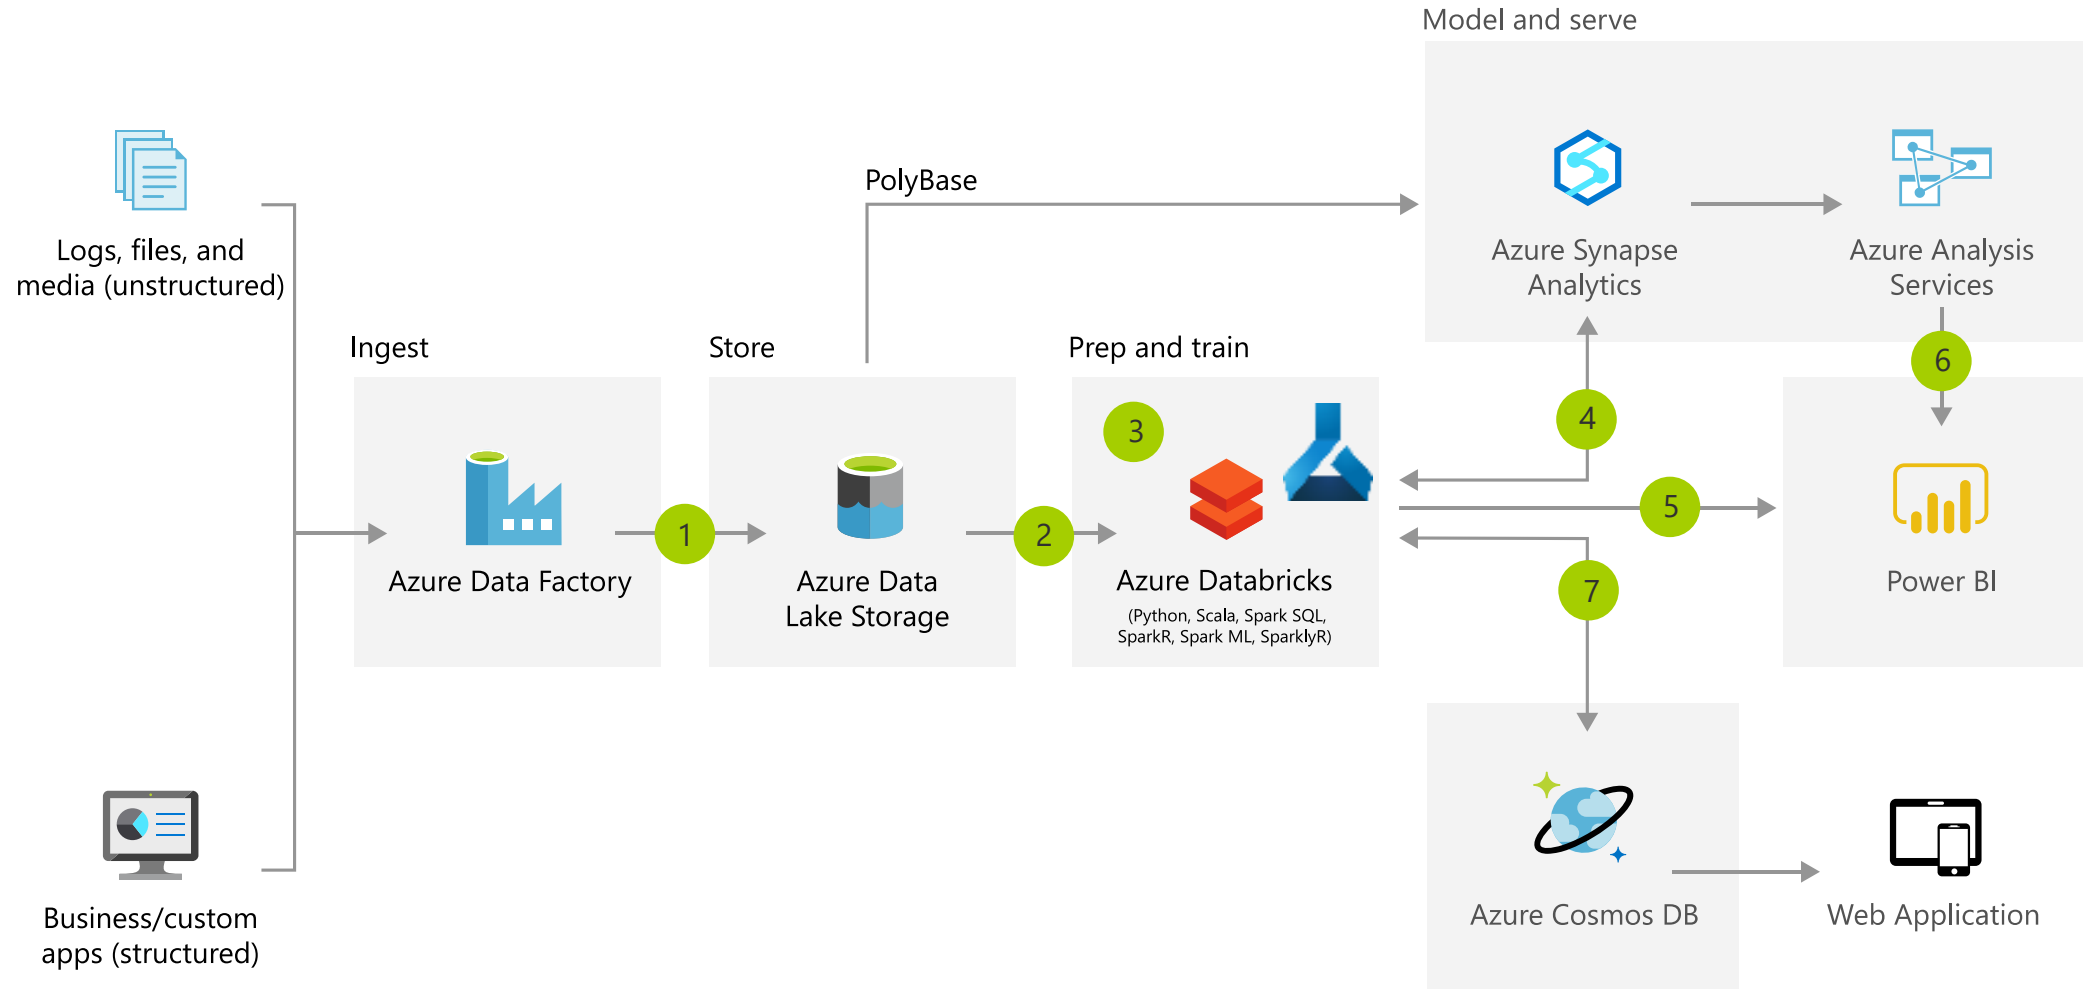 Model and serve
Logs, files, and
media (unstructured)
PolyBase
Azure Synapse
Analytics
Azure Analysis
Services
Ingest
Store
Prep and train
6
3
4
5
1
2
Azure Data Factory
Azure Data
Lake Storage
Azure Databricks
(Python, Scala, Spark SQL,
SparkR, Spark ML, SparklyR)
7
Power BI
Business/custom
apps (structured)
Azure Cosmos DB
Web Application